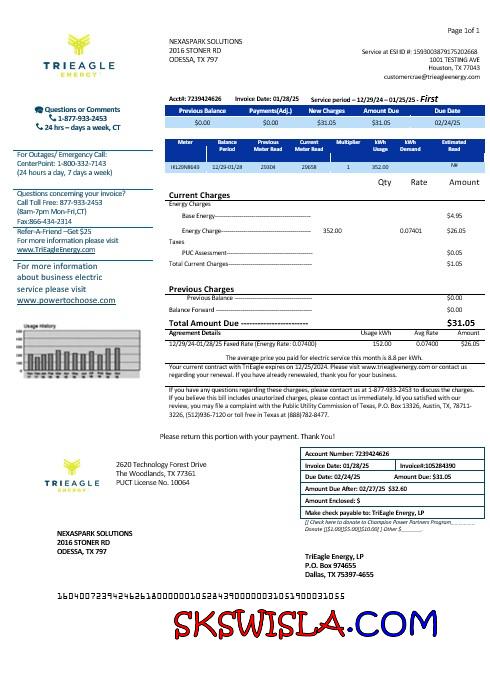 Page 1of 1
TRIEAGLE
ENERGY
NEXASPARK SOLUTIONS
2016 STONER RD
ODESSA, TX 797
Service at ESIID #: 1593003879175202668
1001 TESTING AVE
Houston, TX 77043
customercrae@trieagleenergy.com
Acct#: 7239424626 Invoice Date: 01/28/25 Service period – 12/29/24 –01/25/25 - First
Previous Balance Payments(Adj.) New Charges Amount Due Due Date
$0.00 $0.00 $31.05 $31.05 02/24/25
Questions or Comments
1-877-933-2453
24 hrs – days a week, CT
For Outages/ Emergency Call:
CenterPoint: 1-800-332-7143
(24 hours a day, 7 days a week)
Questions concerning your invoice?
Call Toll Free: 877-933-2453
(8am-7pm Mon-Fri,CT)
Fax:866-434-2314
Refer-A-Friend –Get $25
For more information please visit
www.TriEagleEnergy.com
For more information
about business electric
service please visit
www.powertochoose.com
Usage History
Meter Balance Period Previous Meter Read Current Meter Read Multiplier kWh Usage kWh Demand Estimated Read
12/29-01/28 29304 29658 1 352.00
Qty Rate Amount
Current Charges
Energy Charges
Base Energy $4.95
Energy Charge 352.00 0.07401 $26.05
Taxes
PUC Assessment $0.05
Total Current Charges $1.05
Previous Charges
Previous Balance $0.00
Balance Forward $0.00
Total Amount Due ------------------------ $31.05
Agreement Details Usage kWh Avg Rate Amount
12/29/24-01/28/25 Faxed Rate (Energy Rate: 0.07400) 152.00 0.07400 $26.05
The average price you paid for electric service this month is 8.8 per kWh.
Your current contract with TriEagle expires on 12/25/2024. Please visit www.trieagleenergy.com or contact us
regarding your renewal. If you have already renewed, thank you for your business.
If you have any questions regarding these charges, please contacrt us at 1-877-933-2453 to discuss the charges.
If you believe this bill includes unautorized charges, please contact us immediately. Id you satisfied with our
review, you may file a complaint with the Public Utility Commission of Texas, P.O. Box 13326, Austin, TX, 78711-
3226, (512)936-7120 or toll free in Texas at (888)782-8477.
Please return this portion with your payment. Thank You!
TRIEAGLE
ENERGY
2620 Technology Forest Drive
The Woodlands, TX 77361
PUCT License No. 10064
Account Number: 7239424626
Invoice Date: 01/28/25 Invoice#:105284390
Due Date: 02/24/25 Amount Due: $31.05
Amount Due After: 02/27/25 $32.60
Amount Enclosed: $
Make check payable to: TriEagle Energy, LP
[] Check here to donate to Champion Power Partners Program
Donate [][$1.00][$5.00][$10.00] [ ] Other $
NEXASPARK SOLUTIONS
2016 STONER RD
ODESSA, TX 797
TriEagle Energy, LP
P.O. Box 974655
Dallas, TX 75397-4655
SKSWISLA.COM